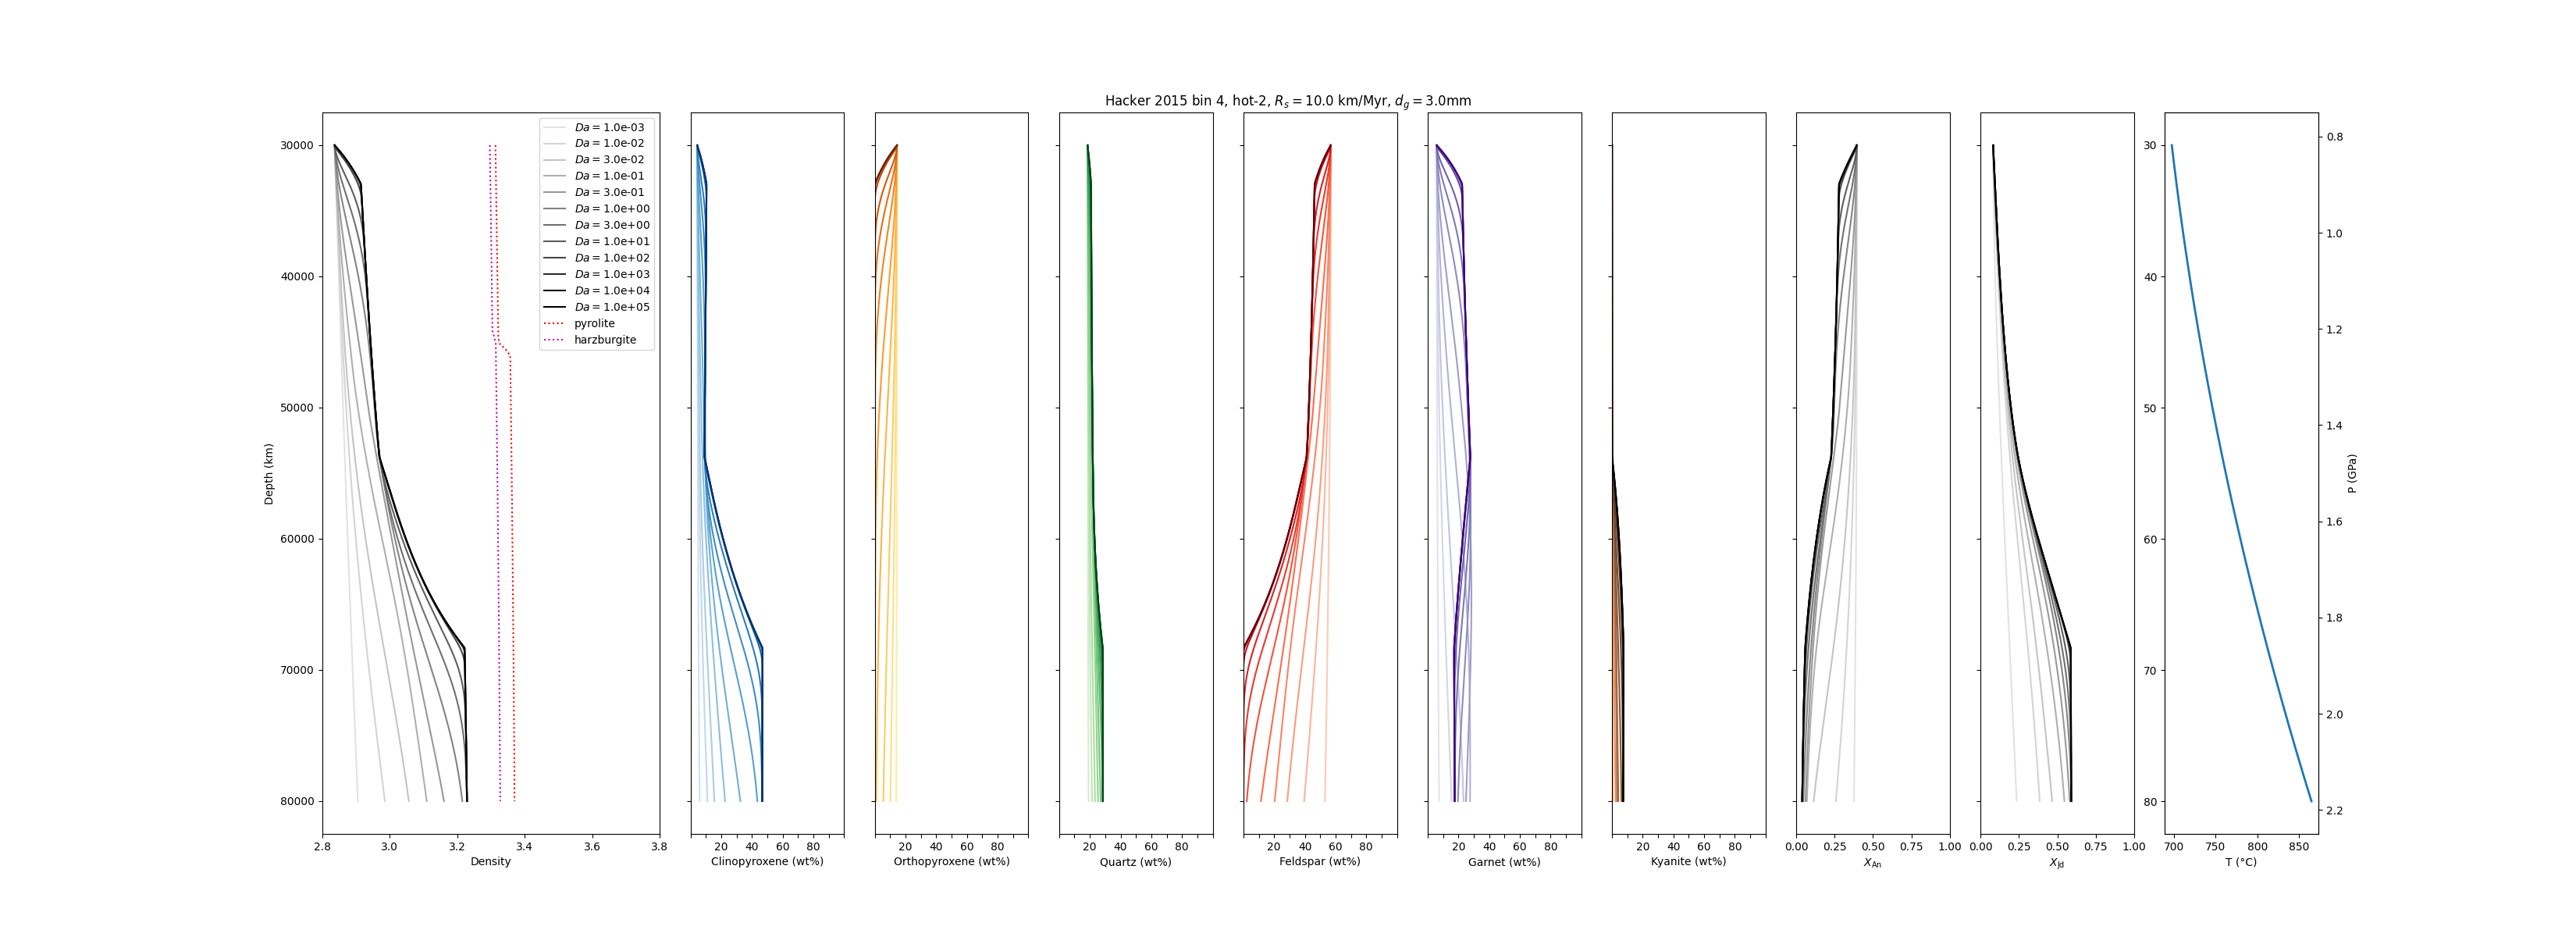 Hacker 2015 bin 4, hot-2, R_s = 10.0 km/Myr, d_g = 3.0mm
Da = 1.0e-03
Da = 1.0e-02
Da = 3.0e-02
Da = 1.0e-01
Da = 3.0e-01
Da = 1.0e+00
Da = 3.0e+00
Da = 1.0e+01
Da = 1.0e+02
Da = 1.0e+03
Da = 1.0e+04
Da = 1.0e+05
pyrolite
harzburgite
Depth (km)
30000
40000
50000
60000
70000
80000
2.8 3.0 3.2 3.4 3.6 3.8
Density
20 40 60 80
Clinopyroxene (wt%)
20 40 60 80
Orthopyroxene (wt%)
20 40 60 80
Quartz (wt%)
20 40 60 80
Feldspar (wt%)
20 40 60 80
Garnet (wt%)
20 40 60 80
Kyanite (wt%)
0.00 0.25 0.50 0.75 1.00
X_An
0.00 0.25 0.50 0.75 1.00
X_Jd
30
40
50
60
70
80
700 750 800 850
T (°C)
0.8
1.0
1.2
1.4
1.6
1.8
2.0
2.2
P (GPa)